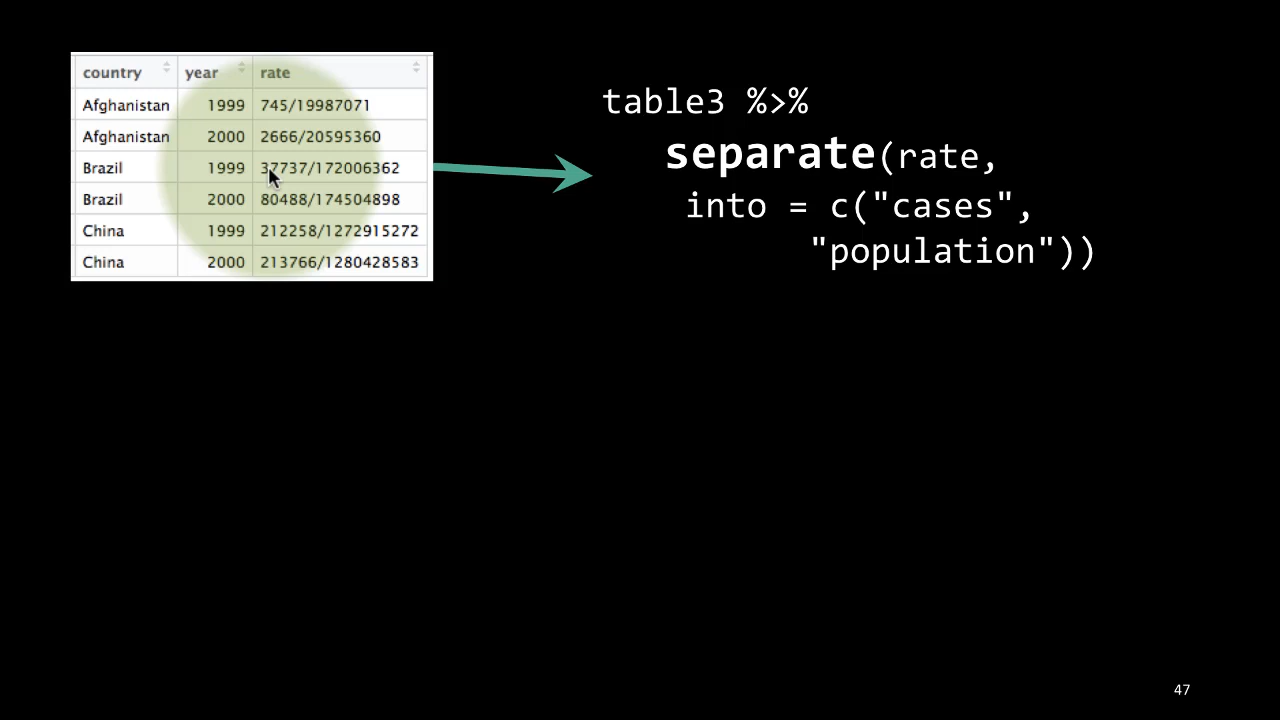 country year rate
Afghanistan 1999 745/19987071
Afghanistan 2000 2666/20595360
Brazil 1999 37737/172006362
Brazil 2000 80488/174504898
China 1999 212258/1272915272
China 2000 213766/1280428583
table3 %>%
separate(rate,
into = c("cases",
"population"))
47